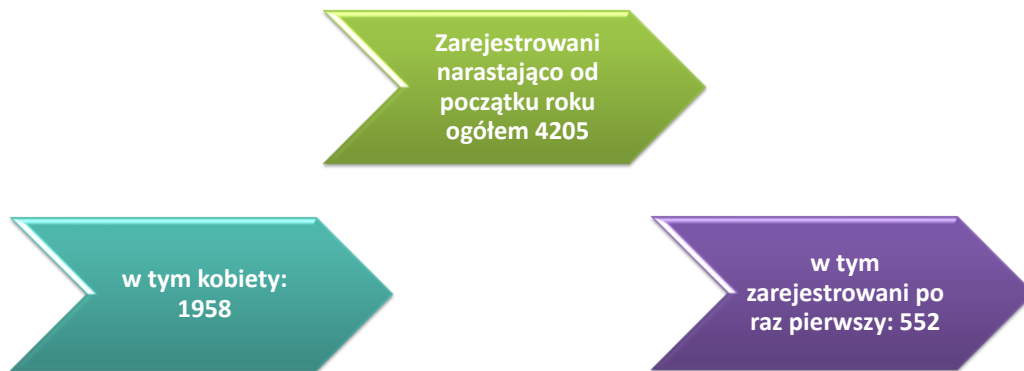 Zarejestrowani
narastająco od
początku roku
ogółem 4205
w tym kobiety:
1958
w tym
zarejestrowani po
raz pierwszy: 552